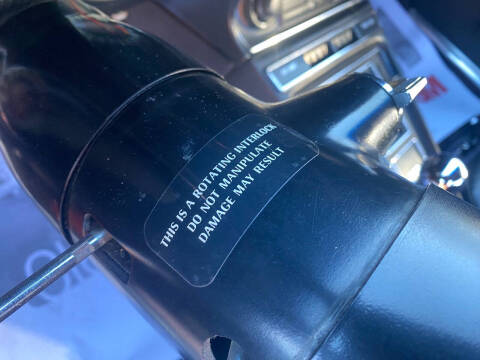 THIS IS A ROTATING INTERLOCK
DO NOT MANIPULATE
DAMAGE MAY RESULT